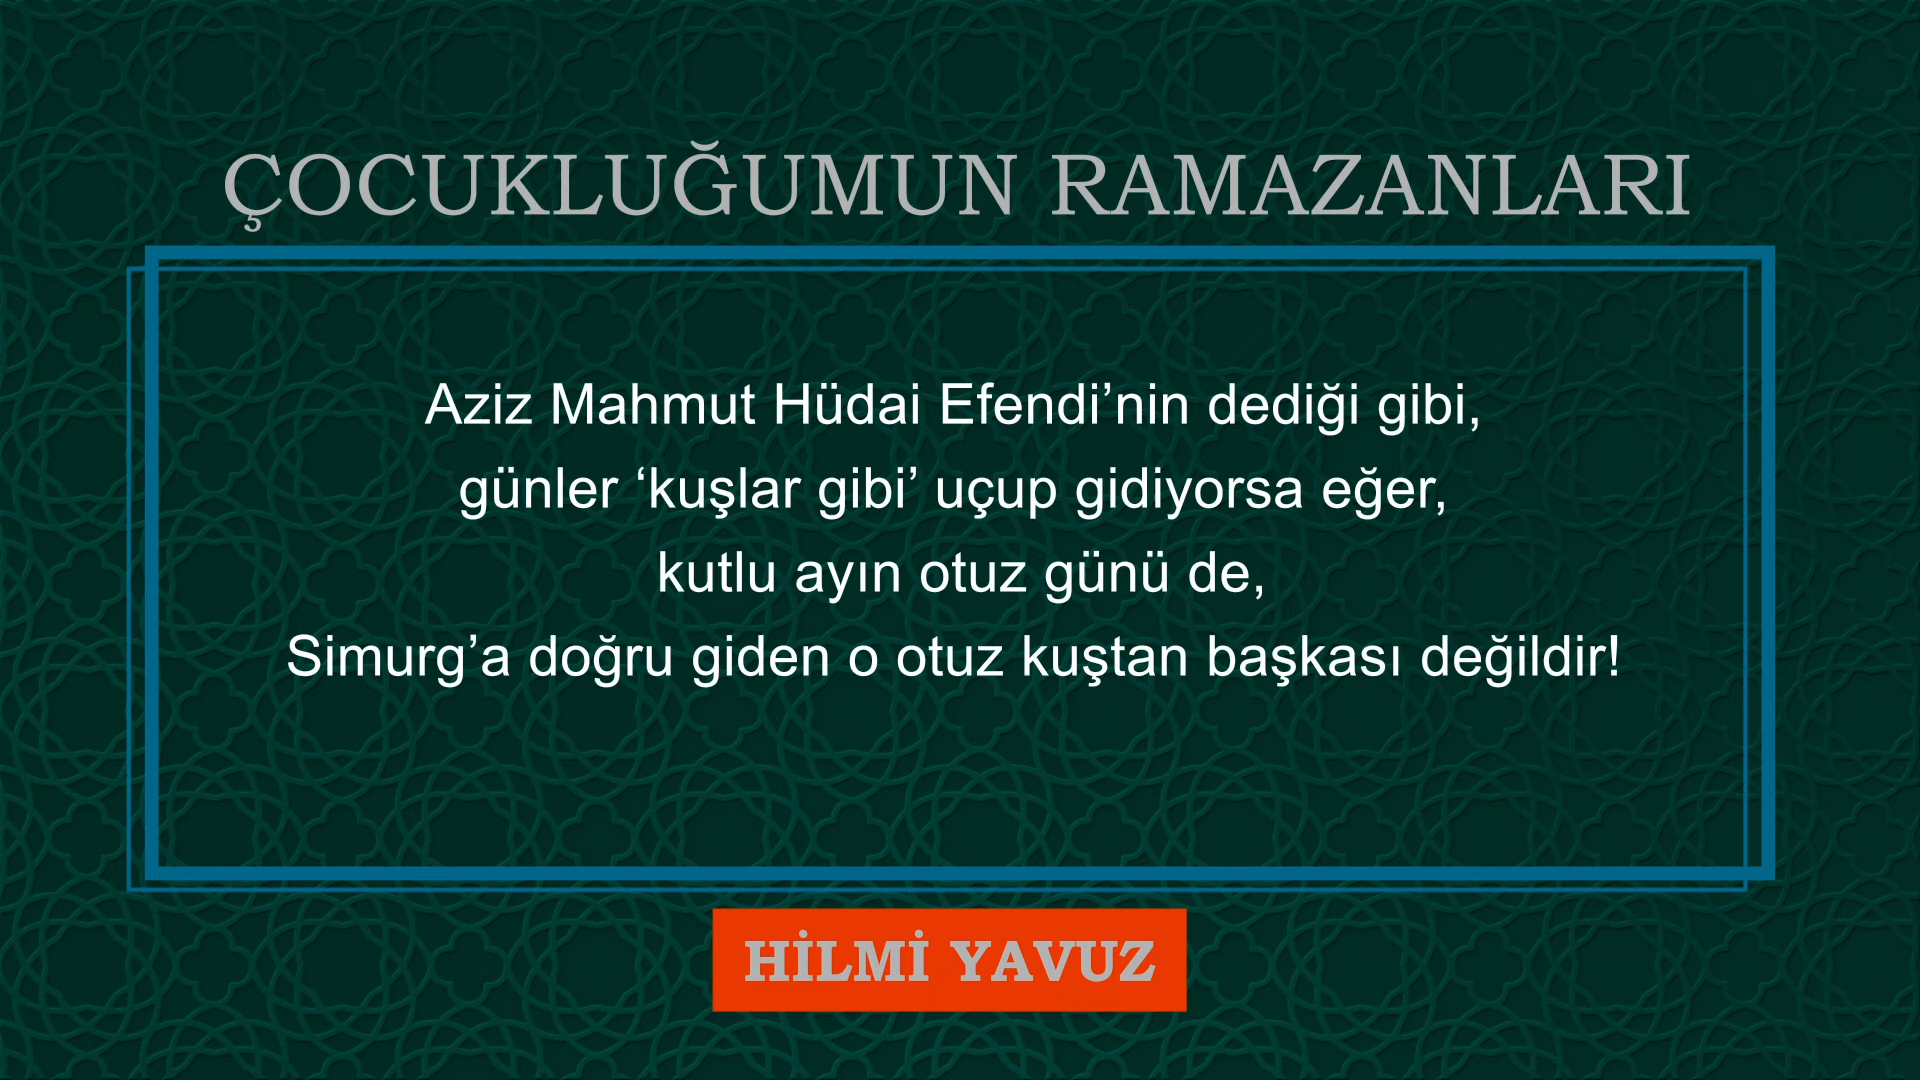 ÇOCUKLUĞUMUN RAMAZANLARI
Aziz Mahmut Hüdai Efendi’nin dediği gibi,
günler ‘kuşlar gibi’ uçup gidiyorsa eğer,
kutlu ayın otuz günü de,
Simurg’a doğru giden o otuz kuştan başkası değildir!
HİLMİ YAVUZ